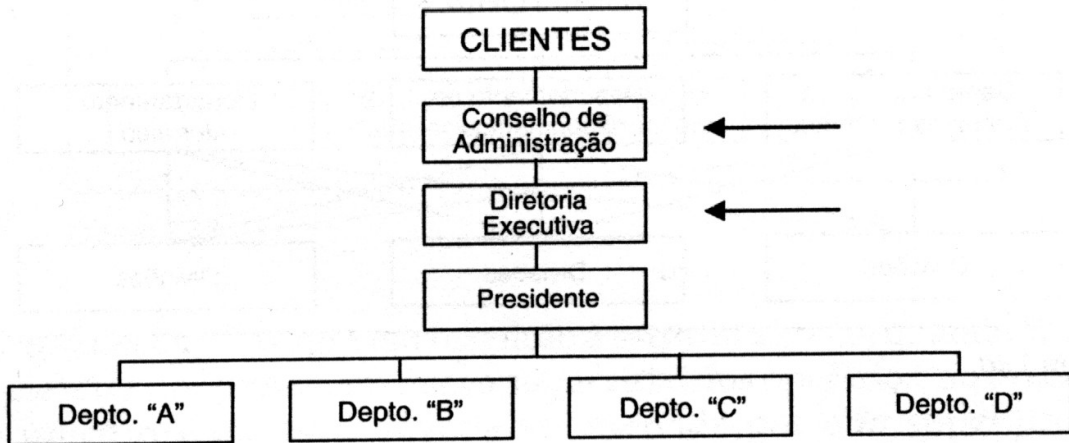 CLIENTES
Conselho de
Administração
Diretoria
Executiva
Presidente
Depto. “A”
Depto. “B”
Depto. “C”
Depto. “D”